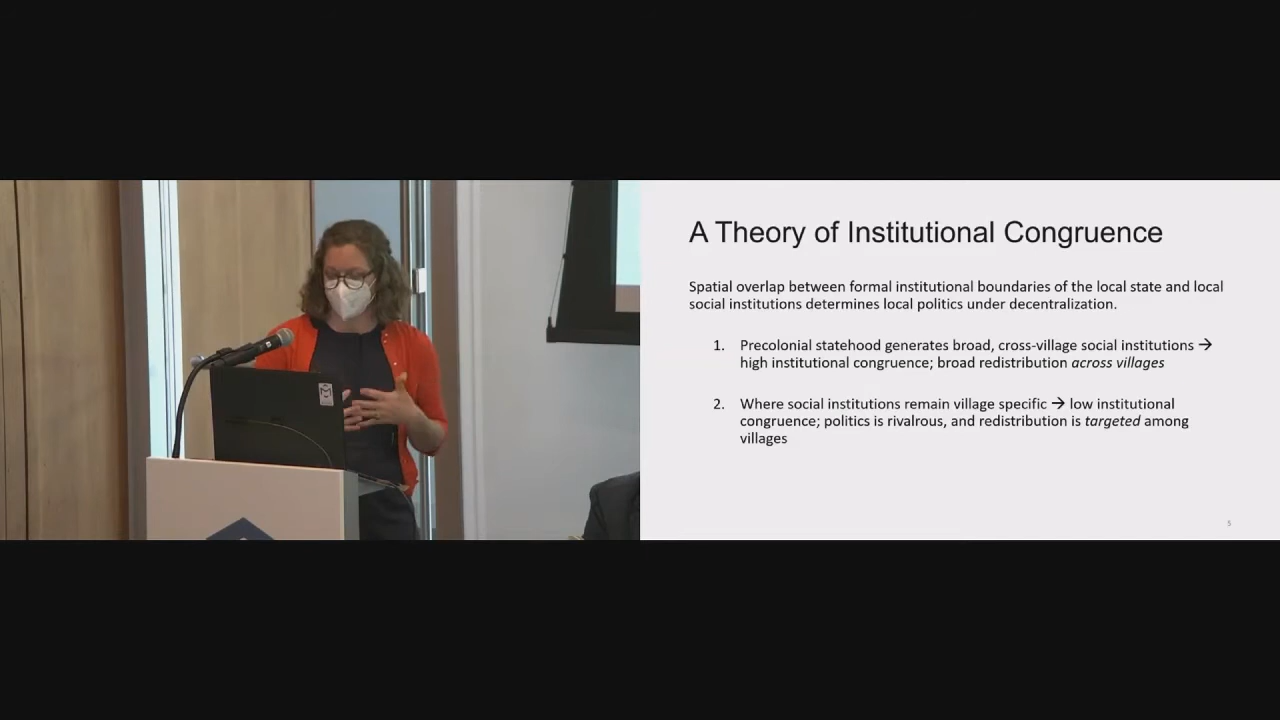 A Theory of Institutional Congruence
Spatial overlap between formal institutional boundaries of the local state and local
social institutions determines local politics under decentralization.
1. Precolonial statehood generates broad, cross-village social institutions →
high institutional congruence; broad redistribution across villages
2. Where social institutions remain village specific → low institutional
congruence; politics is rivalrous, and redistribution is targeted among
villages
5